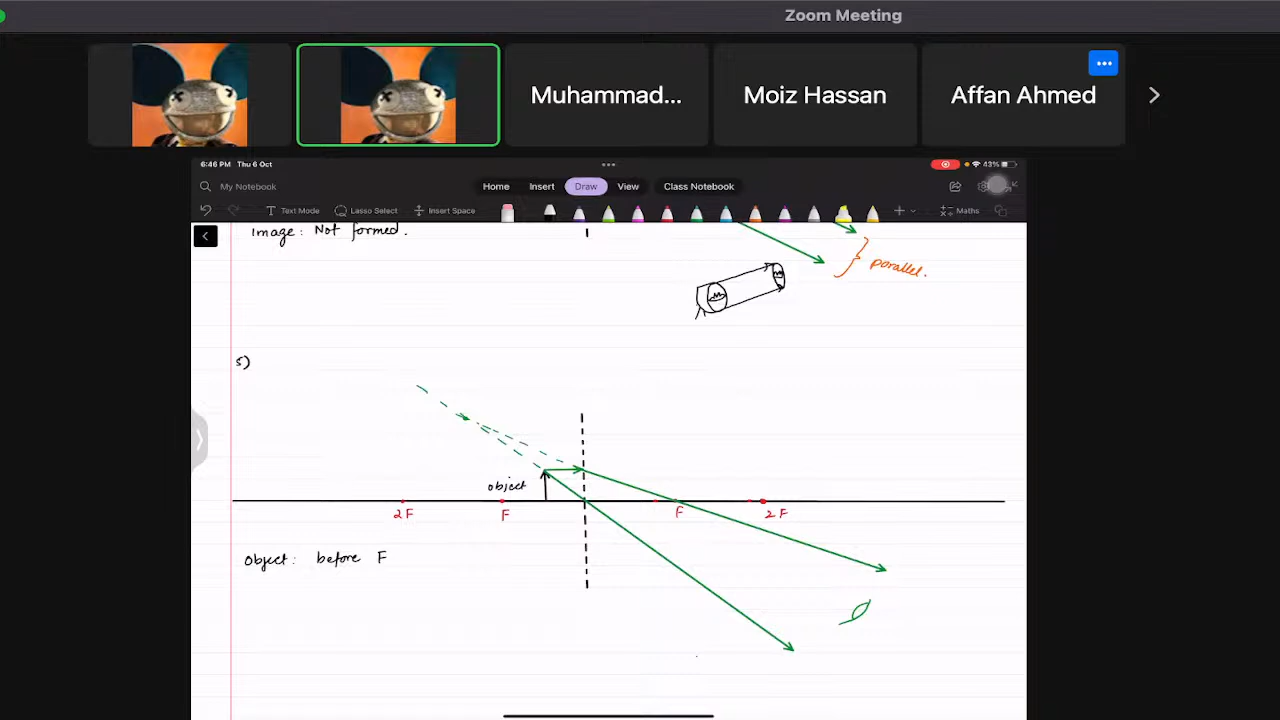 Zoom Meeting
Muhammad...
Moiz Hassan
Affan Ahmed
6:46 PM Thu 6 Oct
43%
My Notebook
Home Insert Draw View Class Notebook
Text Mode Lasso Select Insert Space Maths
Image: Not formed.
parallel.
5)
object
2F F F 2F
Object: before F